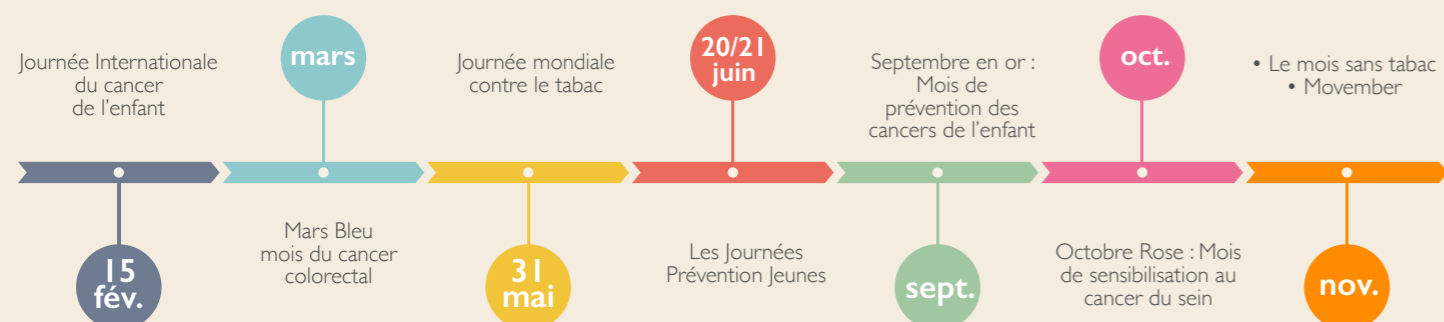 Journée Internationale
du cancer
de l'enfant
15
fév.
mars
Mars Bleu
mois du cancer
colorectal
Journée mondiale
contre le tabac
31
mai
20/21
juin
Les Journées
Prévention Jeunes
Septembre en or :
Mois de
prévention des
cancers de l'enfant
sept.
oct.
Octobre Rose : Mois
de sensibilisation au
cancer du sein
• Le mois sans tabac
• Movember
nov.